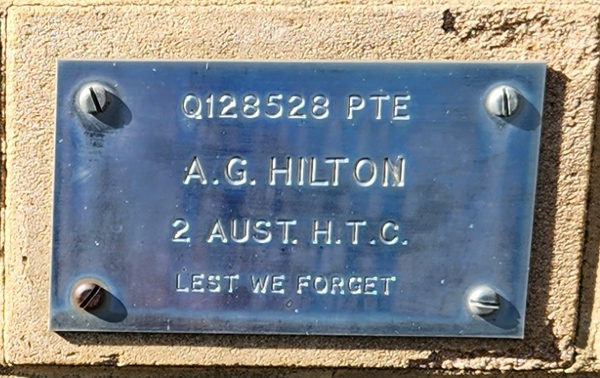 Q128528 PTE
A.G. HILTON
2 AUST. H.T.C.
LEST WE FORGET